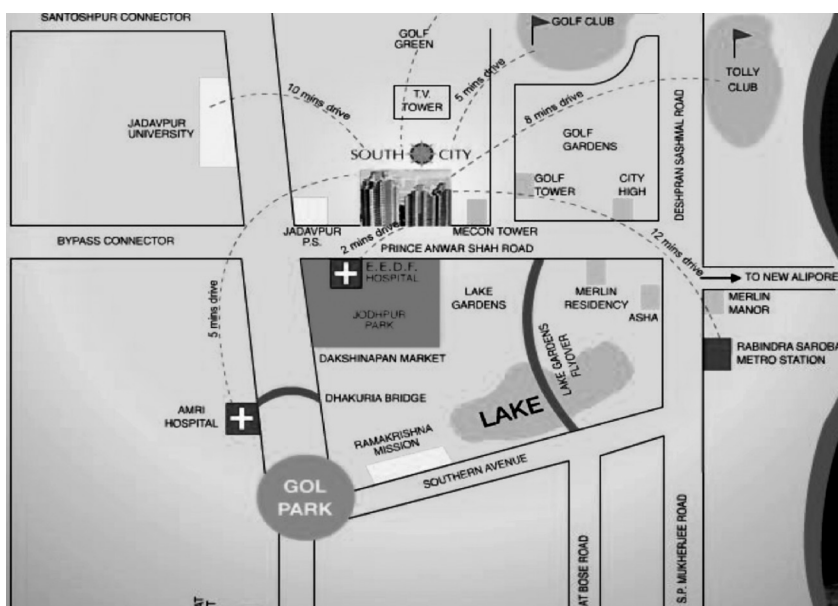 SANTOSHPUR CONNECTOR
GOLF
GREEN
GOLF CLUB
TOLLY
CLUB
T.V.
TOWER
10 mins drive
5 mins drive
8 mins drive
JADAVPUR
UNIVERSITY
GOLF
GARDENS
DESHPRAN SASHMAL ROAD
SOUTH CITY
GOLF
TOWER
CITY
HIGH
JADAVPUR
P.S.
MECON TOWER
BYPASS CONNECTOR
2 mins drive
PRINCE ANWAR SHAH ROAD
12 mins drive
E.E.D.F.
HOSPITAL
LAKE
GARDENS
MERLIN
RESIDENCY
ASHA
TO NEW ALIPORE
MERLIN
MANOR
5 mins drive
JODHPUR
PARK
DAKSHINAPAN MARKET
LAKE GARDENS
FLYOVER
RABINDRA SAROBA
METRO STATION
AMRI
HOSPITAL
DHAKURIA BRIDGE
LAKE
RAMAKRISHNA
MISSION
SOUTHERN AVENUE
GOL
PARK
AT BOSE ROAD
S.P. MUKHERJEE ROAD